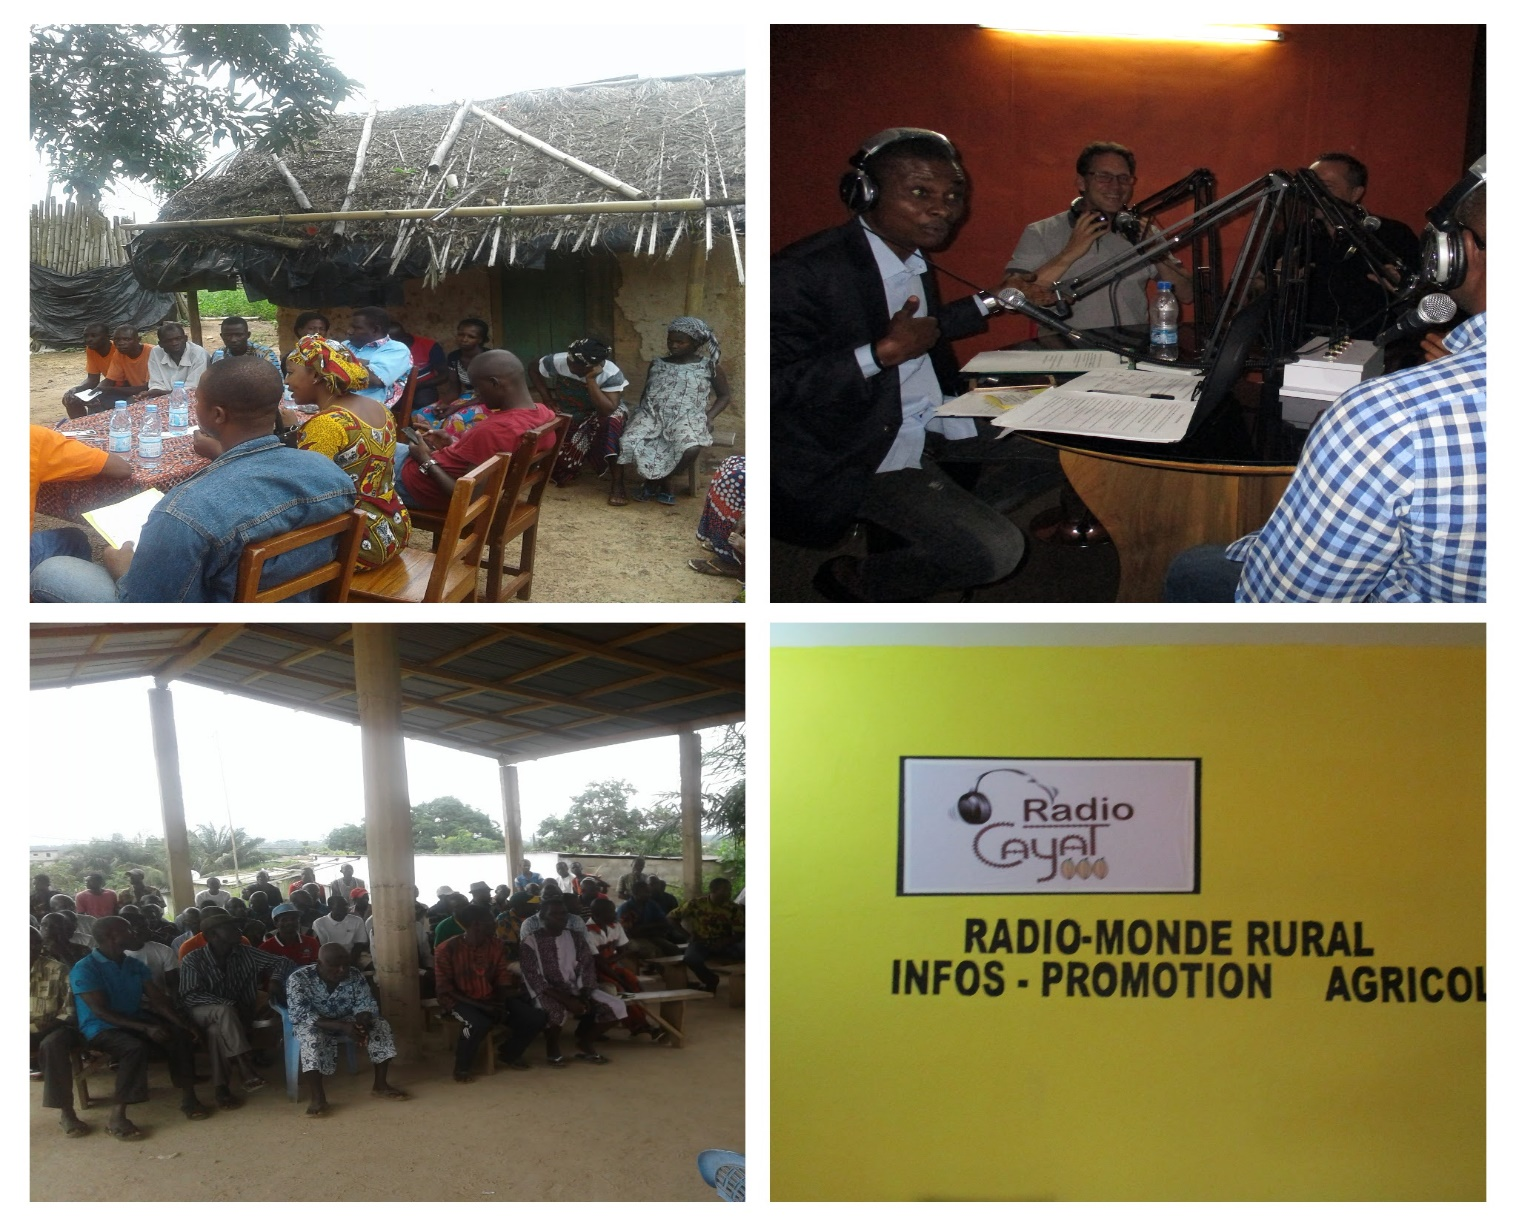 Radio
Cayat
RADIO-MONDE RURAL
INFOS - PROMOTION AGRICOL